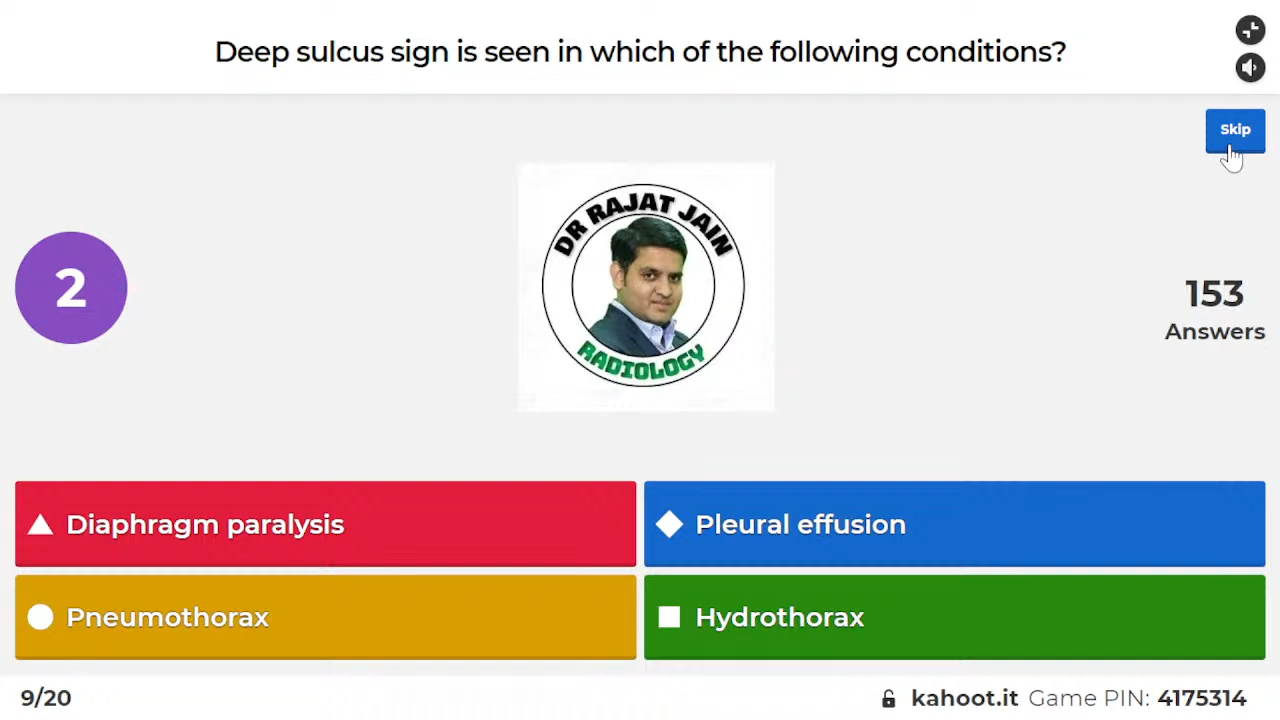 Deep sulcus sign is seen in which of the following conditions?
Skip
2
DR RAJAT JAIN
RADIOLOGY
153
Answers
Diaphragm paralysis
Pleural effusion
Pneumothorax
Hydrothorax
9/20
kahoot.it Game PIN: 4175314